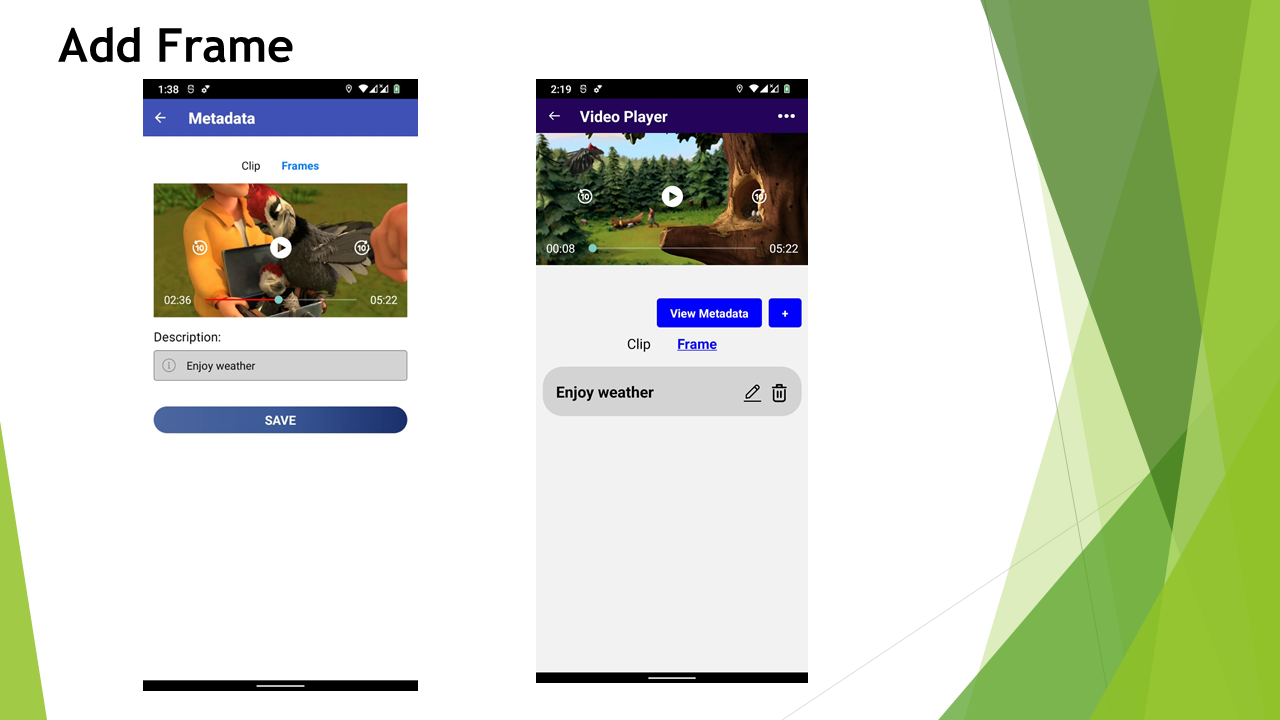 Add Frame
1:38
Metadata
Clip Frames
10 10
02:36 05:22
Description:
Enjoy weather
SAVE
2:19
Video Player
10 10
00:08 05:22
View Metadata +
Clip Frame
Enjoy weather